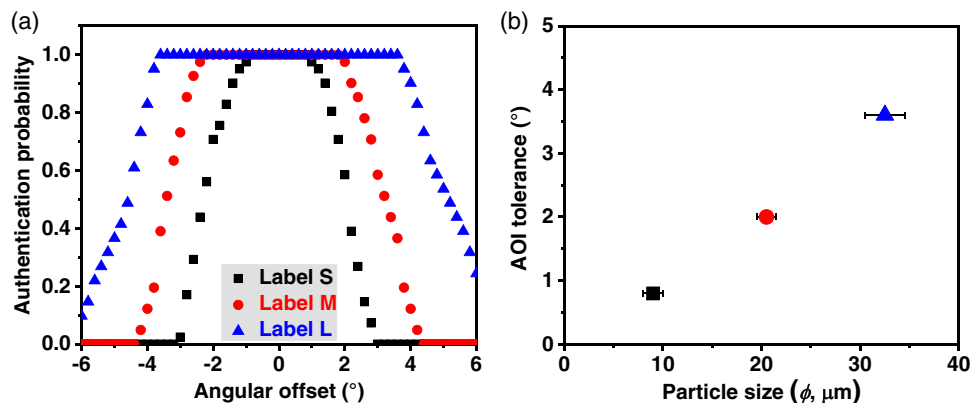 (a)
Authentication probability
1.0
0.8
0.6
0.4
0.2
0.0
-6 -4 -2 0 2 4 6
Angular offset (°)
Label S
Label M
Label L
(b)
AOI tolerance (°)
5
4
3
2
1
0
0 10 20 30 40
Particle size (ϕ, μm)